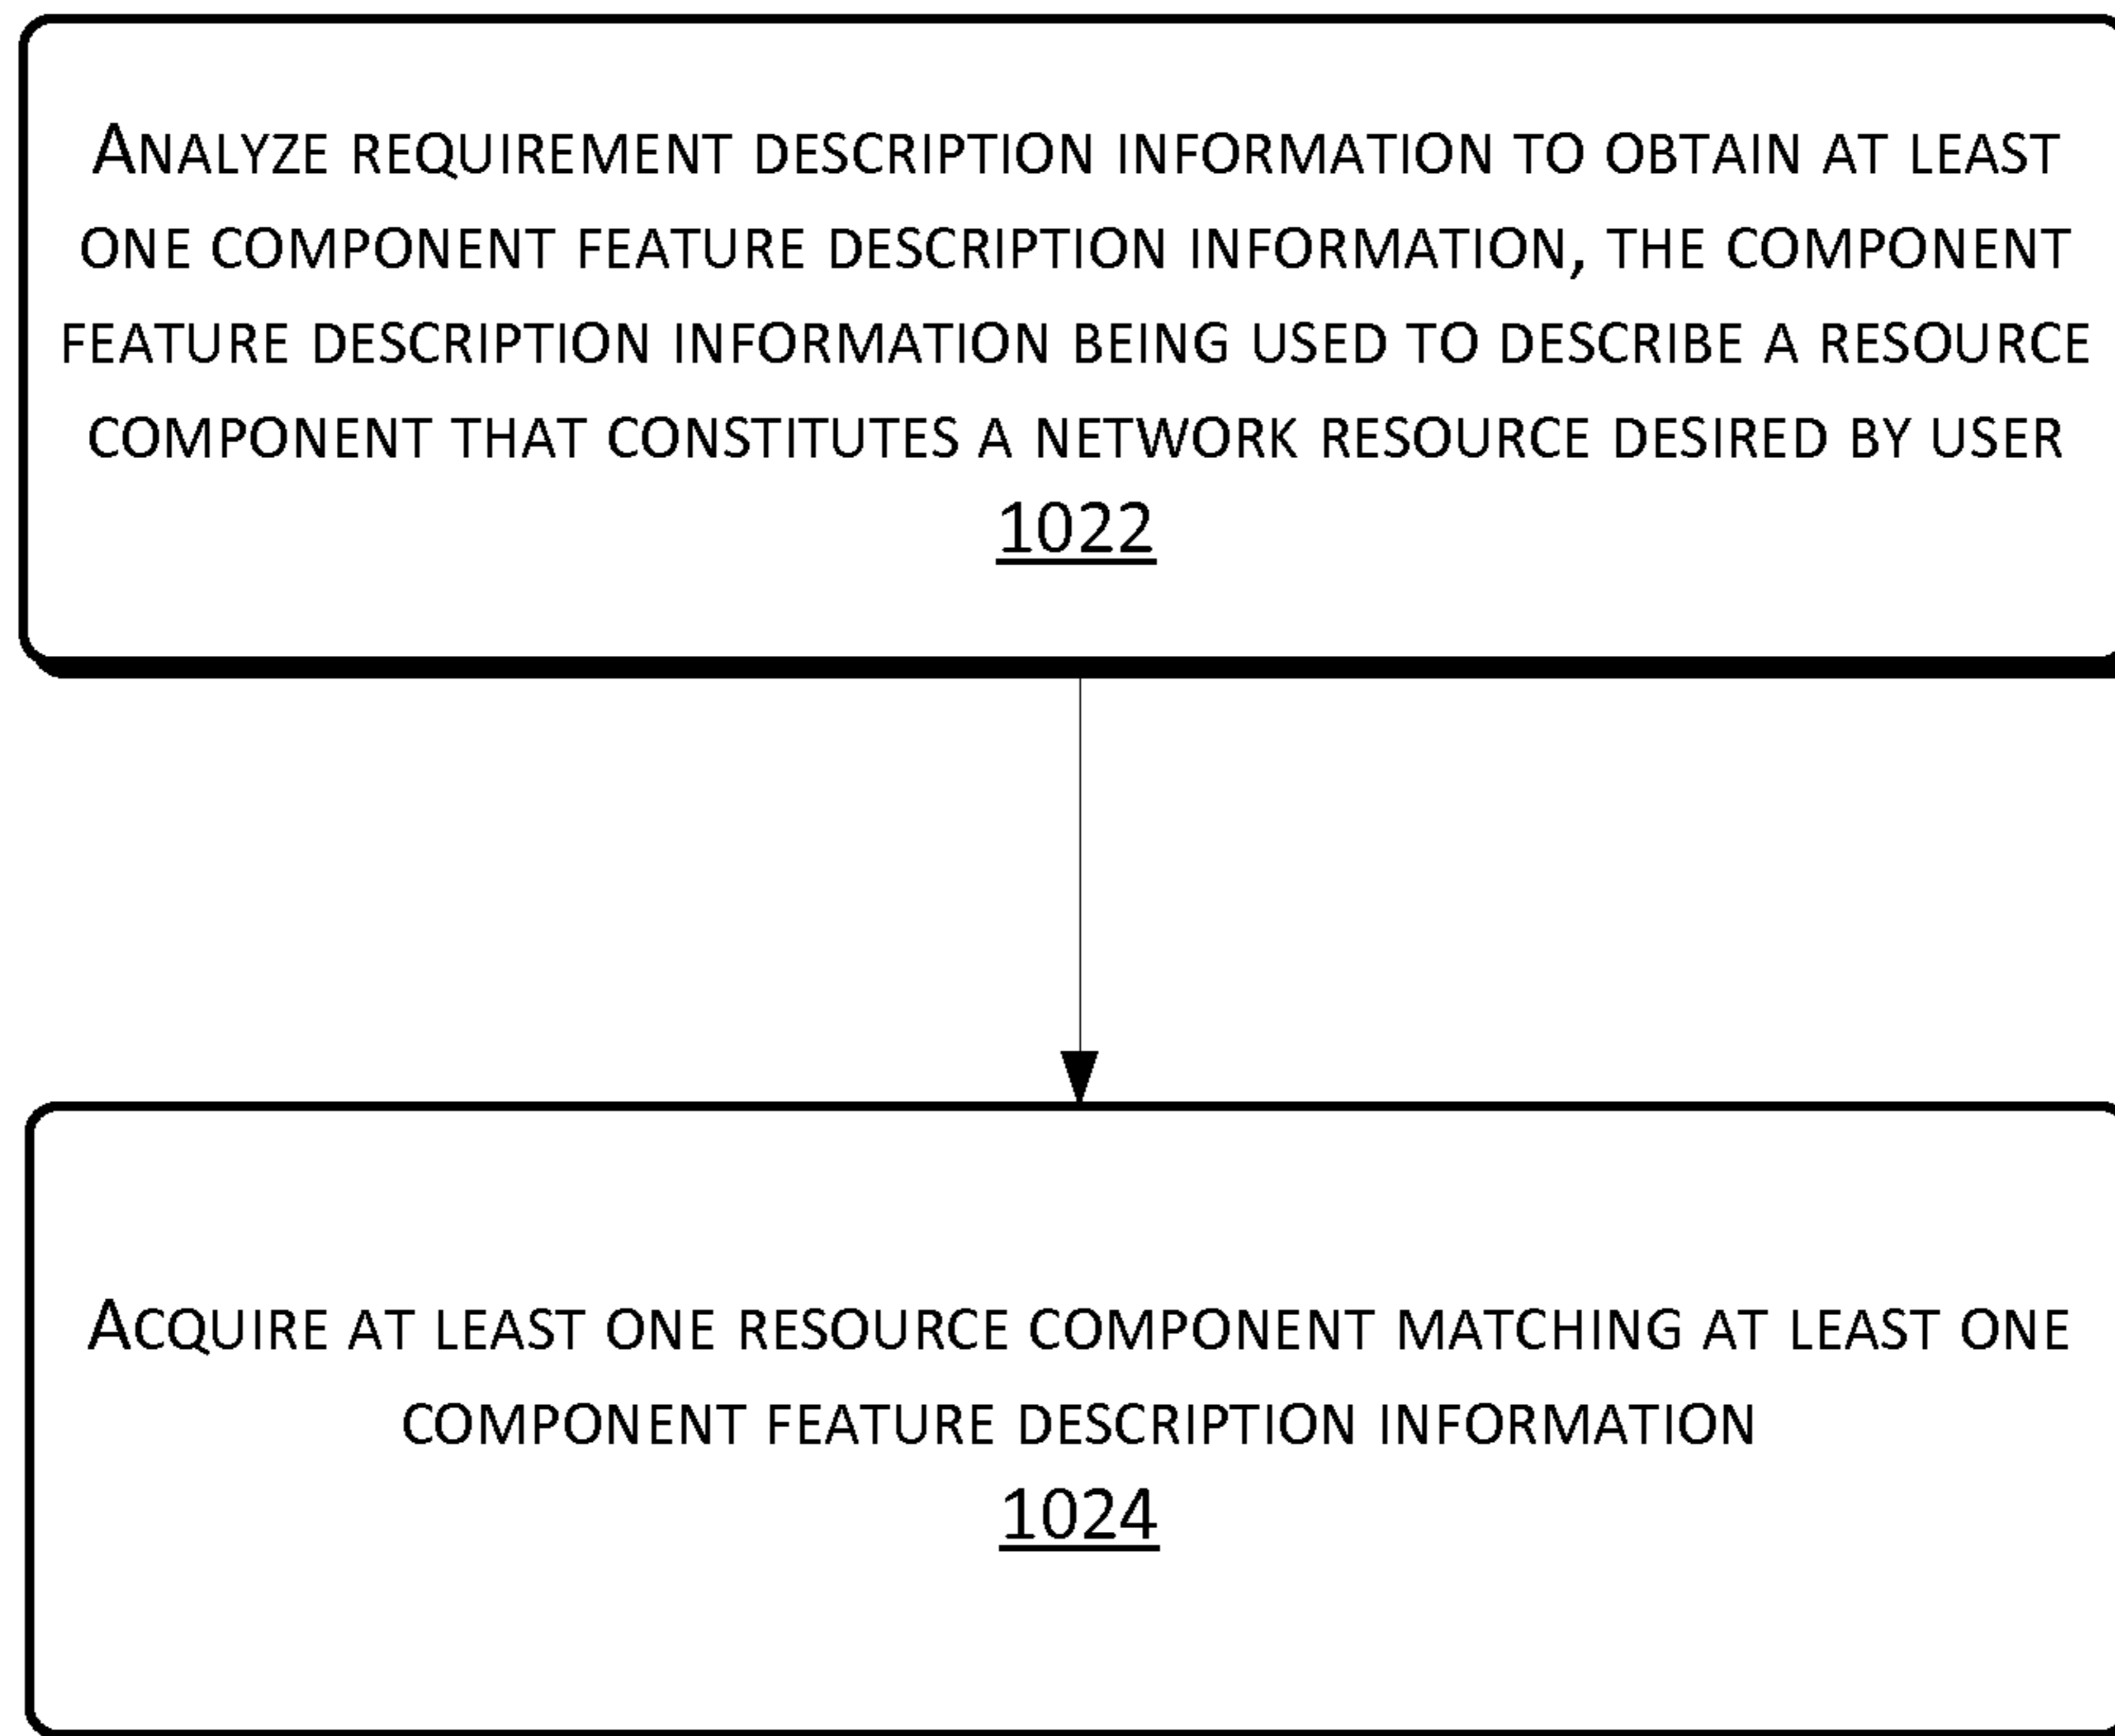 ANALYZE REQUIREMENT DESCRIPTION INFORMATION TO OBTAIN AT LEAST
ONE COMPONENT FEATURE DESCRIPTION INFORMATION, THE COMPONENT
FEATURE DESCRIPTION INFORMATION BEING USED TO DESCRIBE A RESOURCE
COMPONENT THAT CONSTITUTES A NETWORK RESOURCE DESIRED BY USER
1022
ACQUIRE AT LEAST ONE RESOURCE COMPONENT MATCHING AT LEAST ONE
COMPONENT FEATURE DESCRIPTION INFORMATION
1024